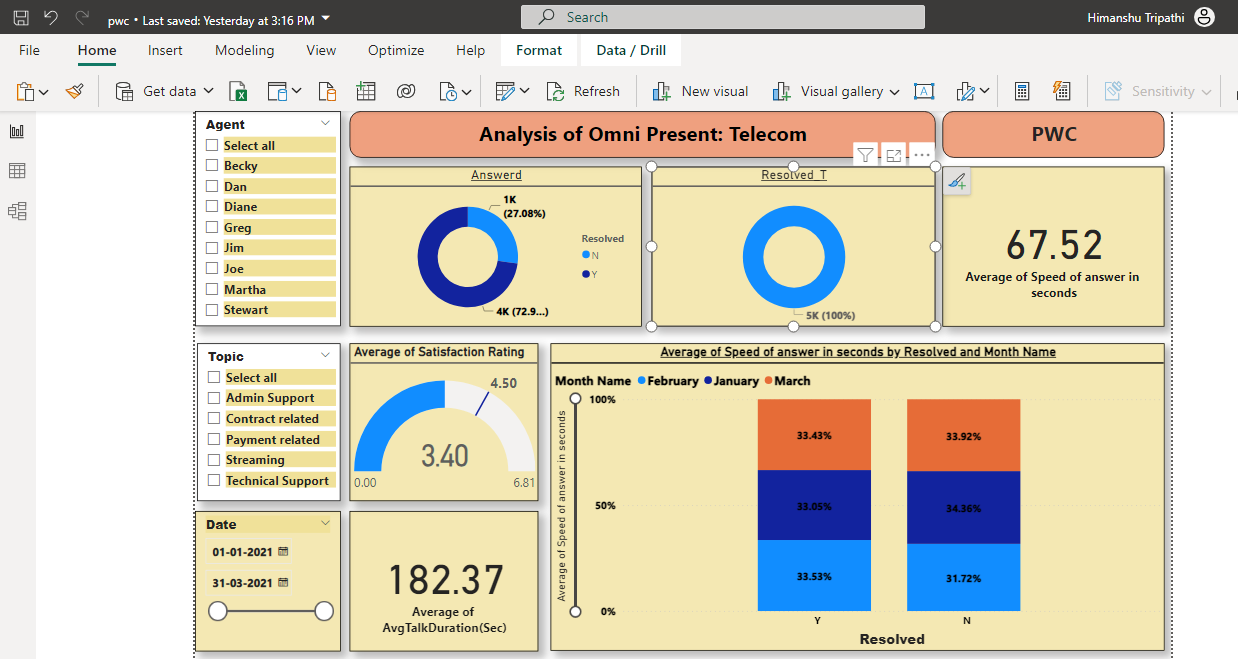 pwc • Last saved: Yesterday at 3:16 PM
Search
Himanshu Tripathi
File Home Insert Modeling View Optimize Help Format Data / Drill
Get data Refresh New visual Visual gallery A Sensitivity
Agent
Select all
Becky
Dan
Diane
Greg
Jim
Joe
Martha
Stewart
Analysis of Omni Present: Telecom
PWC
Answerd
1K
(27.08%)
4K (72.9...)
Resolved
N
Y
Resolved_T
5K (100%)
67.52
Average of Speed of answer in
seconds
Topic
Select all
Admin Support
Contract related
Payment related
Streaming
Technical Support
Average of Satisfaction Rating
4.50
3.40
0.00 6.81
Average of Speed of answer in seconds by Resolved and Month Name
Month Name February January March
Average of Speed of answer in seconds
100%
50%
0%
33.43%
33.05%
33.53%
33.92%
34.36%
31.72%
Y N
Resolved
Date
01-01-2021
31-03-2021
182.37
Average of
AvgTalkDuration(Sec)